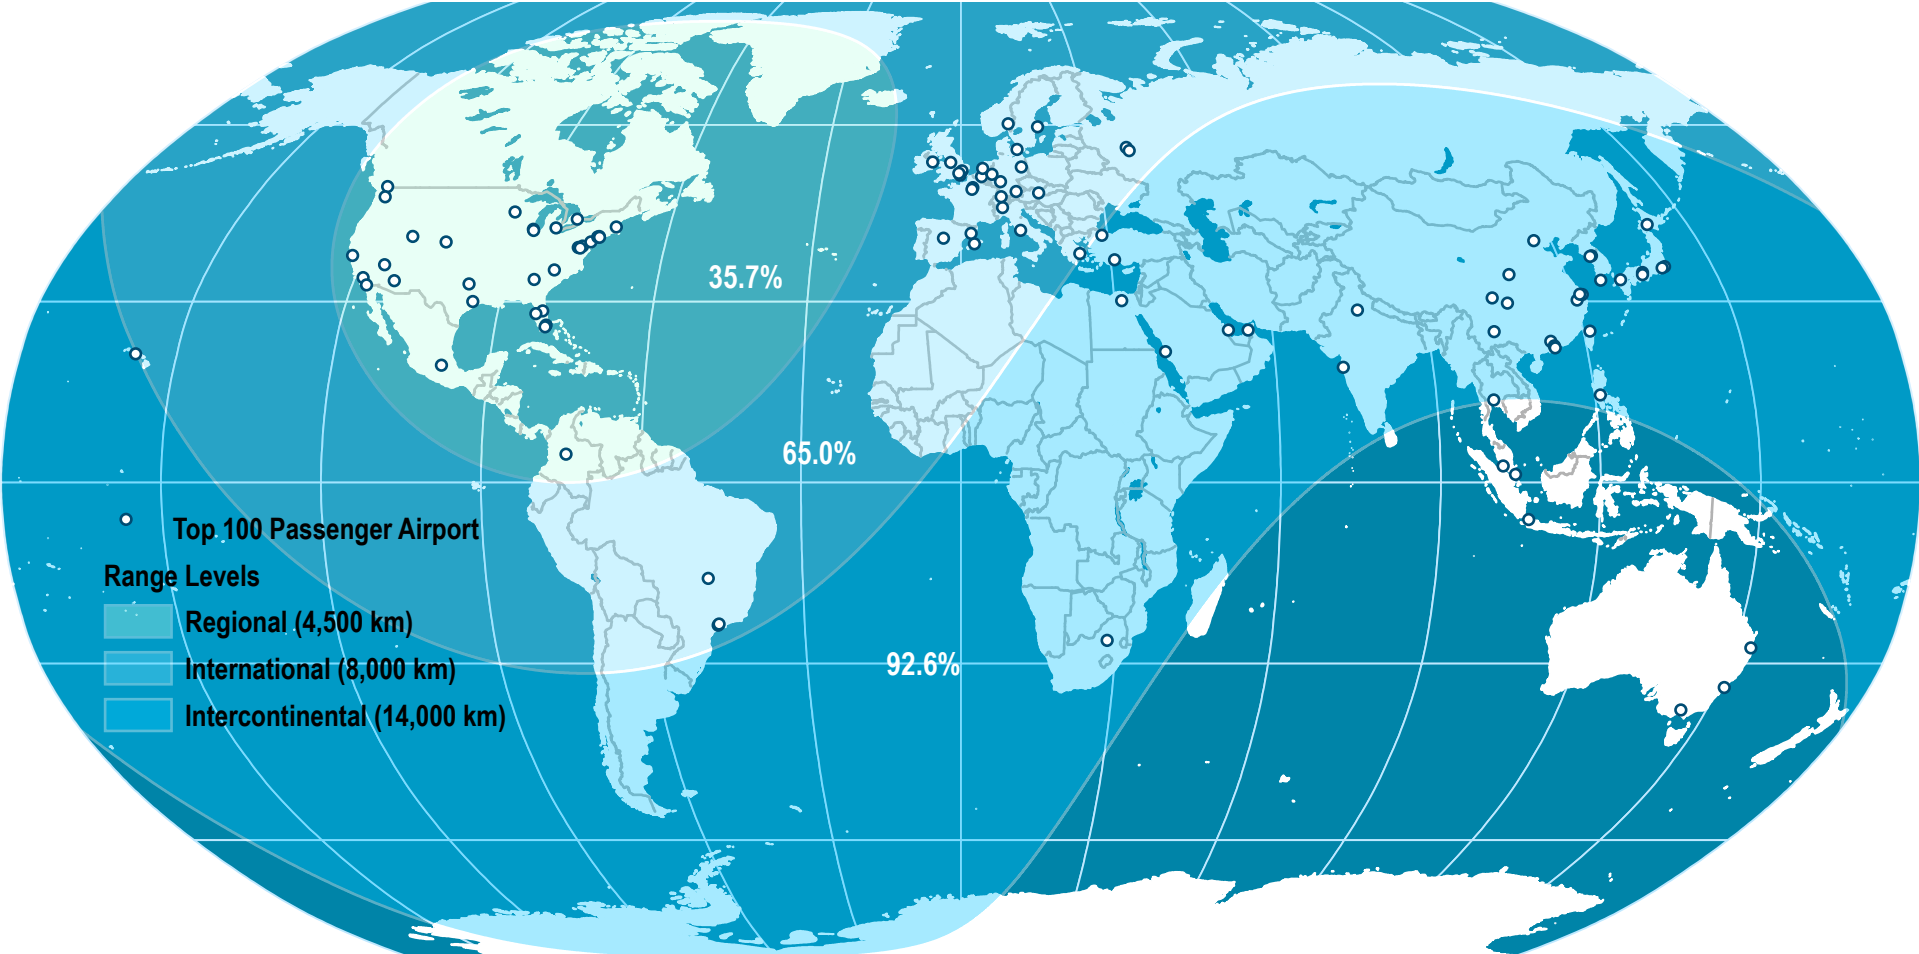 35.7%
65.0%
92.6%
Top 100 Passenger Airport
Range Levels
Regional (4,500 km)
International (8,000 km)
Intercontinental (14,000 km)